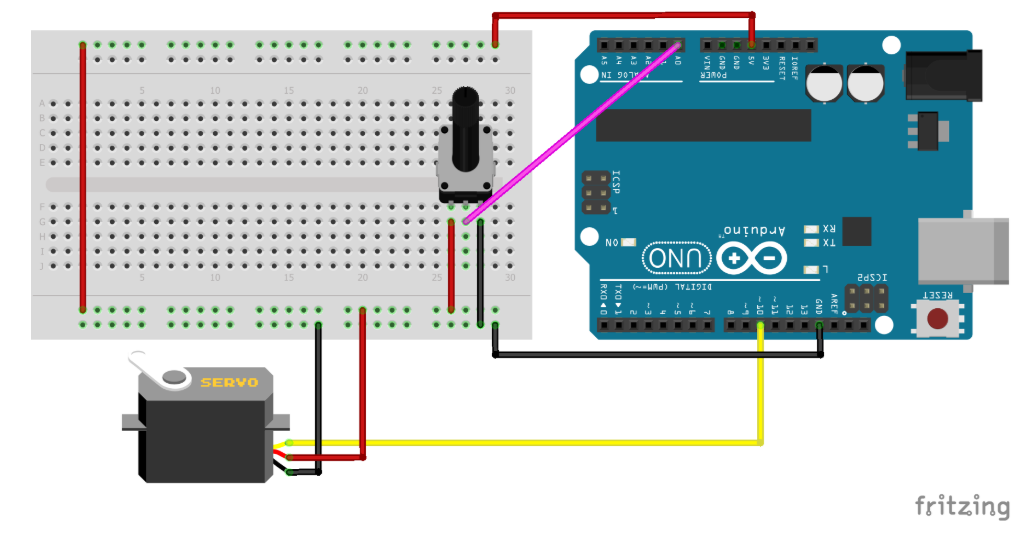 A5 A4 A3 A2 A1 A0
ANALOG IN
VIN GND GND 5V 3V3 RESET IOREF
POWER
5 10 15 20 25 30
A
B
C
D
E
F
G
H
I
J
5 10 15 20 25 30
ICSP
1
ON
UNO
Arduino
TM
RX
TX
L
ICSP2
RESET
DIGITAL (PWM=~)
RX0◄0 TX0►1 2 ~3 4 ~5 ~6 7 8 ~9 ~10 ~11 12 13 GND AREF
SERVO
fritzing